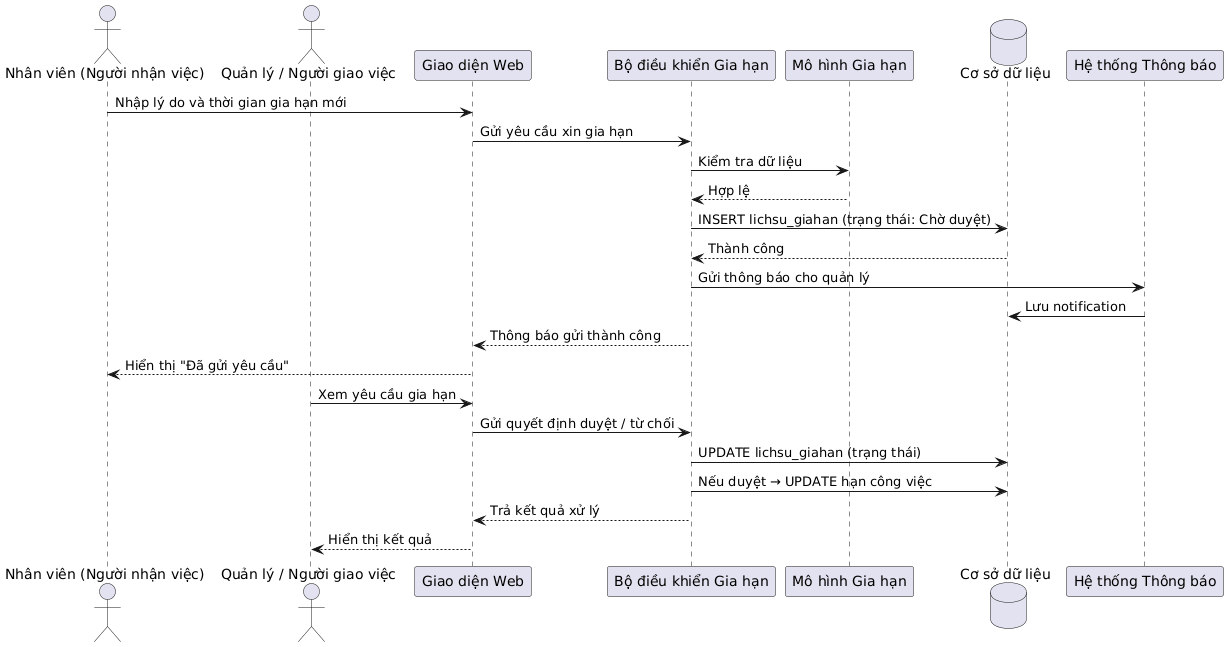 Nhân viên (Người nhận việc)
Quản lý / Người giao việc
Giao diện Web
Bộ điều khiển Gia hạn
Mô hình Gia hạn
Cơ sở dữ liệu
Hệ thống Thông báo
Nhập lý do và thời gian gia hạn mới
Gửi yêu cầu xin gia hạn
Kiểm tra dữ liệu
Hợp lệ
INSERT lichsu_giahan (trạng thái: Chờ duyệt)
Thành công
Gửi thông báo cho quản lý
Lưu notification
Thông báo gửi thành công
Hiển thị "Đã gửi yêu cầu"
Xem yêu cầu gia hạn
Gửi quyết định duyệt / từ chối
UPDATE lichsu_giahan (trạng thái)
Nếu duyệt → UPDATE hạn công việc
Trả kết quả xử lý
Hiển thị kết quả
Nhân viên (Người nhận việc)
Quản lý / Người giao việc
Giao diện Web
Bộ điều khiển Gia hạn
Mô hình Gia hạn
Cơ sở dữ liệu
Hệ thống Thông báo